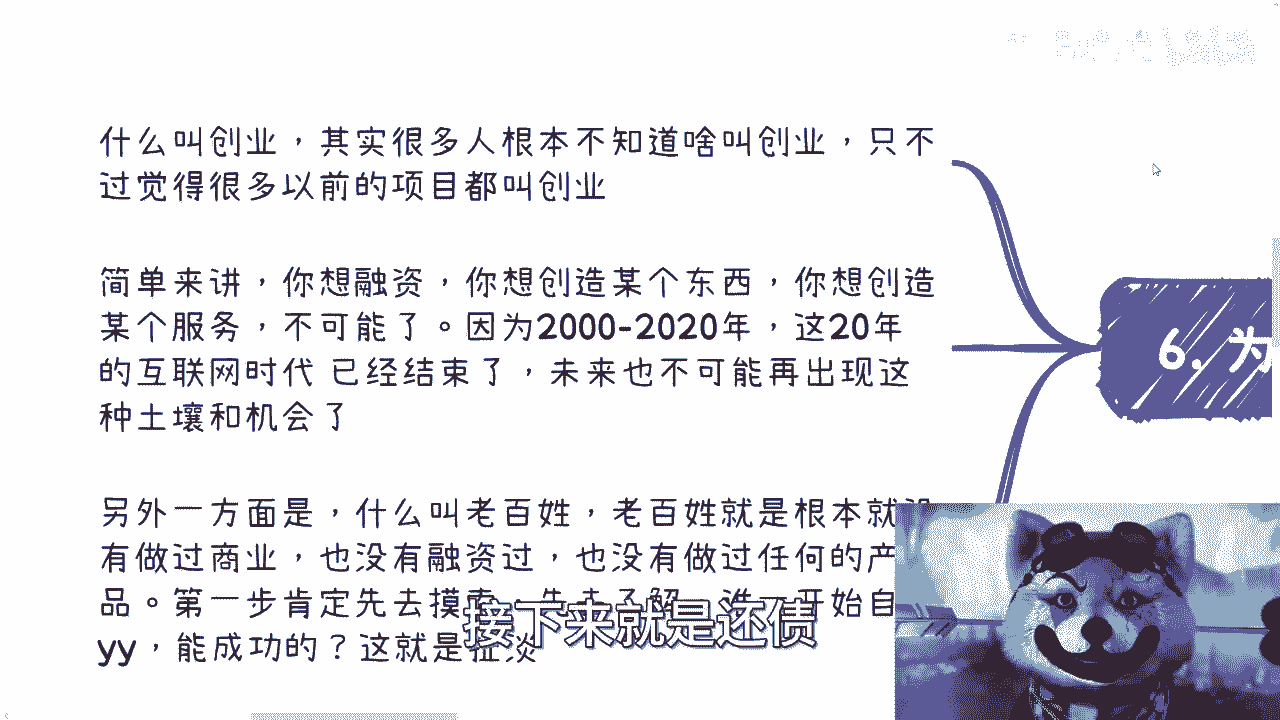 什么叫创业，其实很多人根本不知道啥叫创业，只不
过觉得很多以前的项目都叫创业
简单来讲，你想融资，你想创造某个东西，你想创造
某个服务，不可能了。因为2000-2020年，这20年
的互联网时代 已经结束了，未来也不可能再出现这
种土壤和机会了
6. 为
另外一方面是，什么叫老百姓，老百姓就是根本就没
有做过商业，也没有融资过，也没有做过任何的产
品。第一步肯定先去摸索，先去了解，谁一开始自
yy，能成功的？这就是扯淡
接下来就是还债